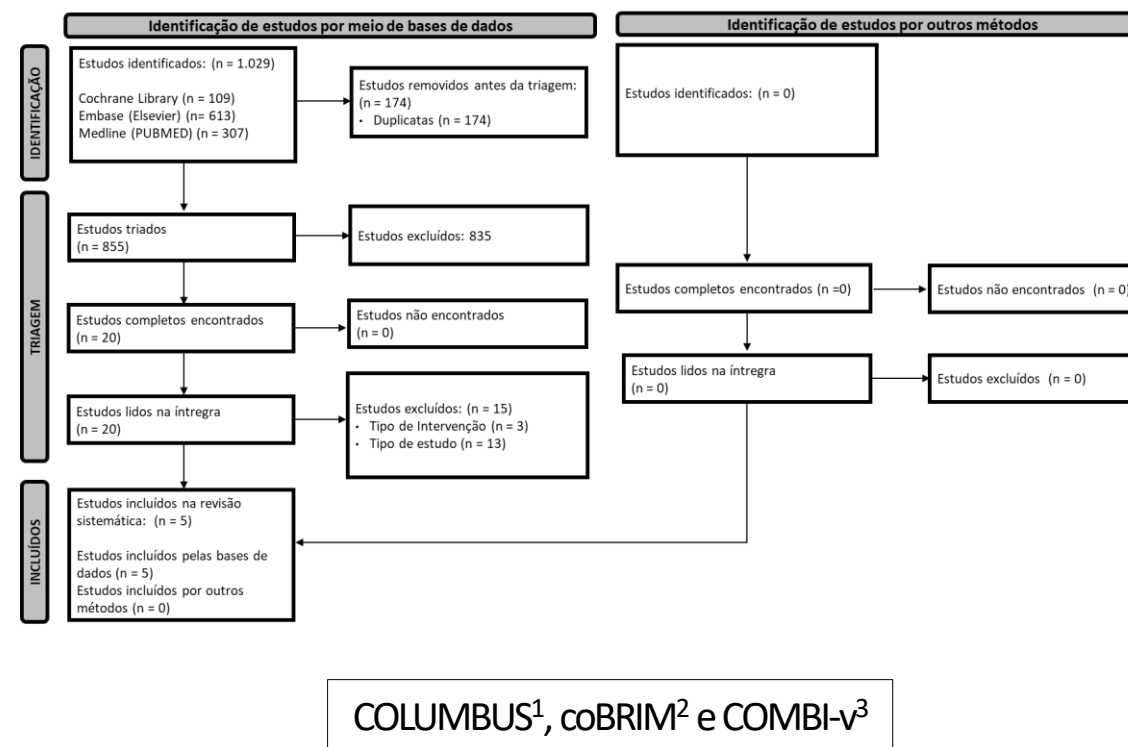 Identificação de estudos por meio de bases de dados
Identificação de estudos por outros métodos
IDENTIFICAÇÃO
Estudos identificados: (n = 1.029)
Cochrane Library (n = 109)
Embase (Elsevier) (n= 613)
Medline (PUBMED) (n = 307)
Estudos removidos antes da triagem:
(n = 174)
• Duplicatas (n = 174)
Estudos identificados: (n = 0)
TRIAGEM
Estudos triados
(n = 855)
Estudos excluídos: 835
Estudos completos encontrados
(n = 20)
Estudos não encontrados
(n = 0)
Estudos completos encontrados (n =0)
Estudos não encontrados (n = 0)
Estudos lidos na íntregra
(n = 20)
Estudos excluídos: (n = 15)
• Tipo de Intervenção (n = 3)
• Tipo de estudo (n = 13)
Estudos lidos na íntregra
(n = 0)
Estudos excluídos (n = 0)
INCLUÍDOS
Estudos incluídos na revisão
sistemática: (n = 5)
Estudos incluídos pelas bases de
dados (n = 5)
Estudos incluídos por outros
métodos (n = 0)
COLUMBUS¹, coBRIM² e COMBI-v³